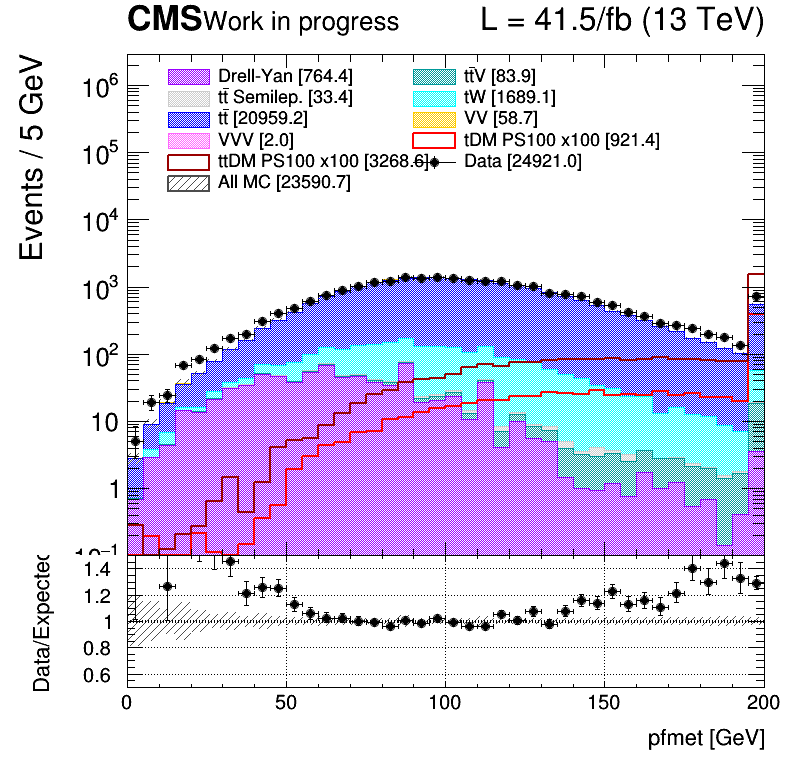 CMS Work in progress L = 41.5/fb (13 TeV)
Events / 5 GeV
Drell-Yan [764.4] tt̄V [83.9]
tt̄ Semilep. [33.4] tW [1689.1]
tt̄ [20959.2] VV [58.7]
VVV [2.0] tDM PS100 x100 [921.4]
ttDM PS100 x100 [3268.6] Data [24921.0]
All MC [23590.7]
10⁶
10⁵
10⁴
10³
10²
10
1
10⁻¹
Data/Expected
1.4
1.2
1
0.8
0.6
0 50 100 150 200
pfmet [GeV]